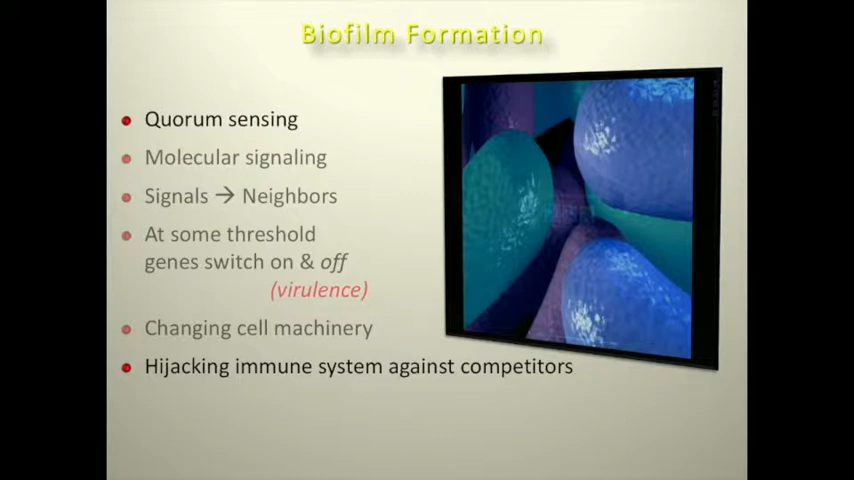 Biofilm Formation
Quorum sensing
Molecular signaling
Signals → Neighbors
At some threshold
genes switch on & off
(virulence)
Changing cell machinery
Hijacking immune system against competitors